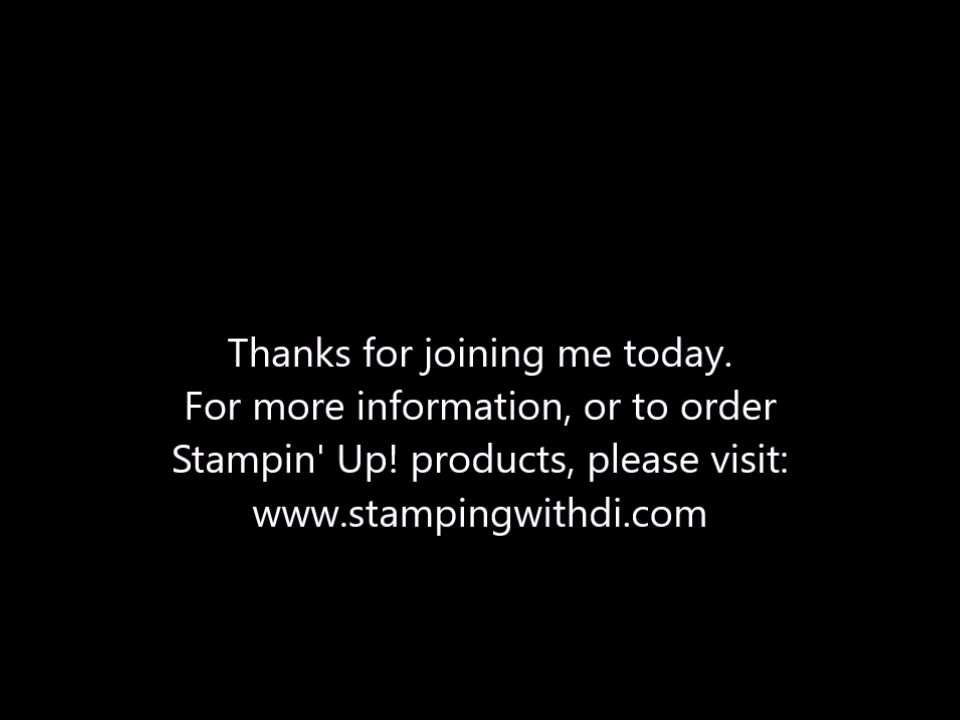 Thanks for joining me today.
For more information, or to order
Stampin' Up! products, please visit:
www.stampingwithdi.com